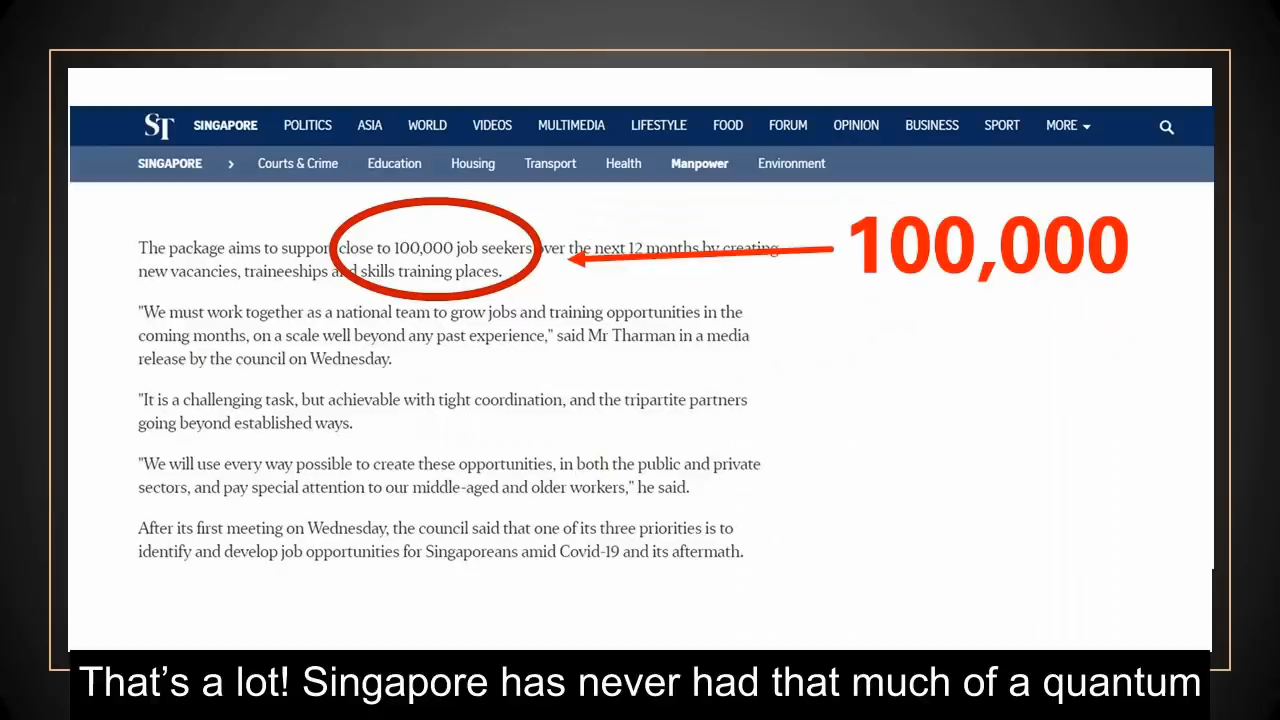 ST SINGAPORE POLITICS ASIA WORLD VIDEOS MULTIMEDIA LIFESTYLE FOOD FORUM OPINION BUSINESS SPORT MORE
SINGAPORE > Courts & Crime Education Housing Transport Health Manpower Environment
The package aims to support close to 100,000 job seekers over the next 12 months by creating
new vacancies, traineeships and skills training places.
100,000
"We must work together as a national team to grow jobs and training opportunities in the
coming months, on a scale well beyond any past experience," said Mr Tharman in a media
release by the council on Wednesday.
"It is a challenging task, but achievable with tight coordination, and the tripartite partners
going beyond established ways.
"We will use every way possible to create these opportunities, in both the public and private
sectors, and pay special attention to our middle-aged and older workers," he said.
After its first meeting on Wednesday, the council said that one of its three priorities is to
identify and develop job opportunities for Singaporeans amid Covid-19 and its aftermath.
That's a lot! Singapore has never had that much of a quantum